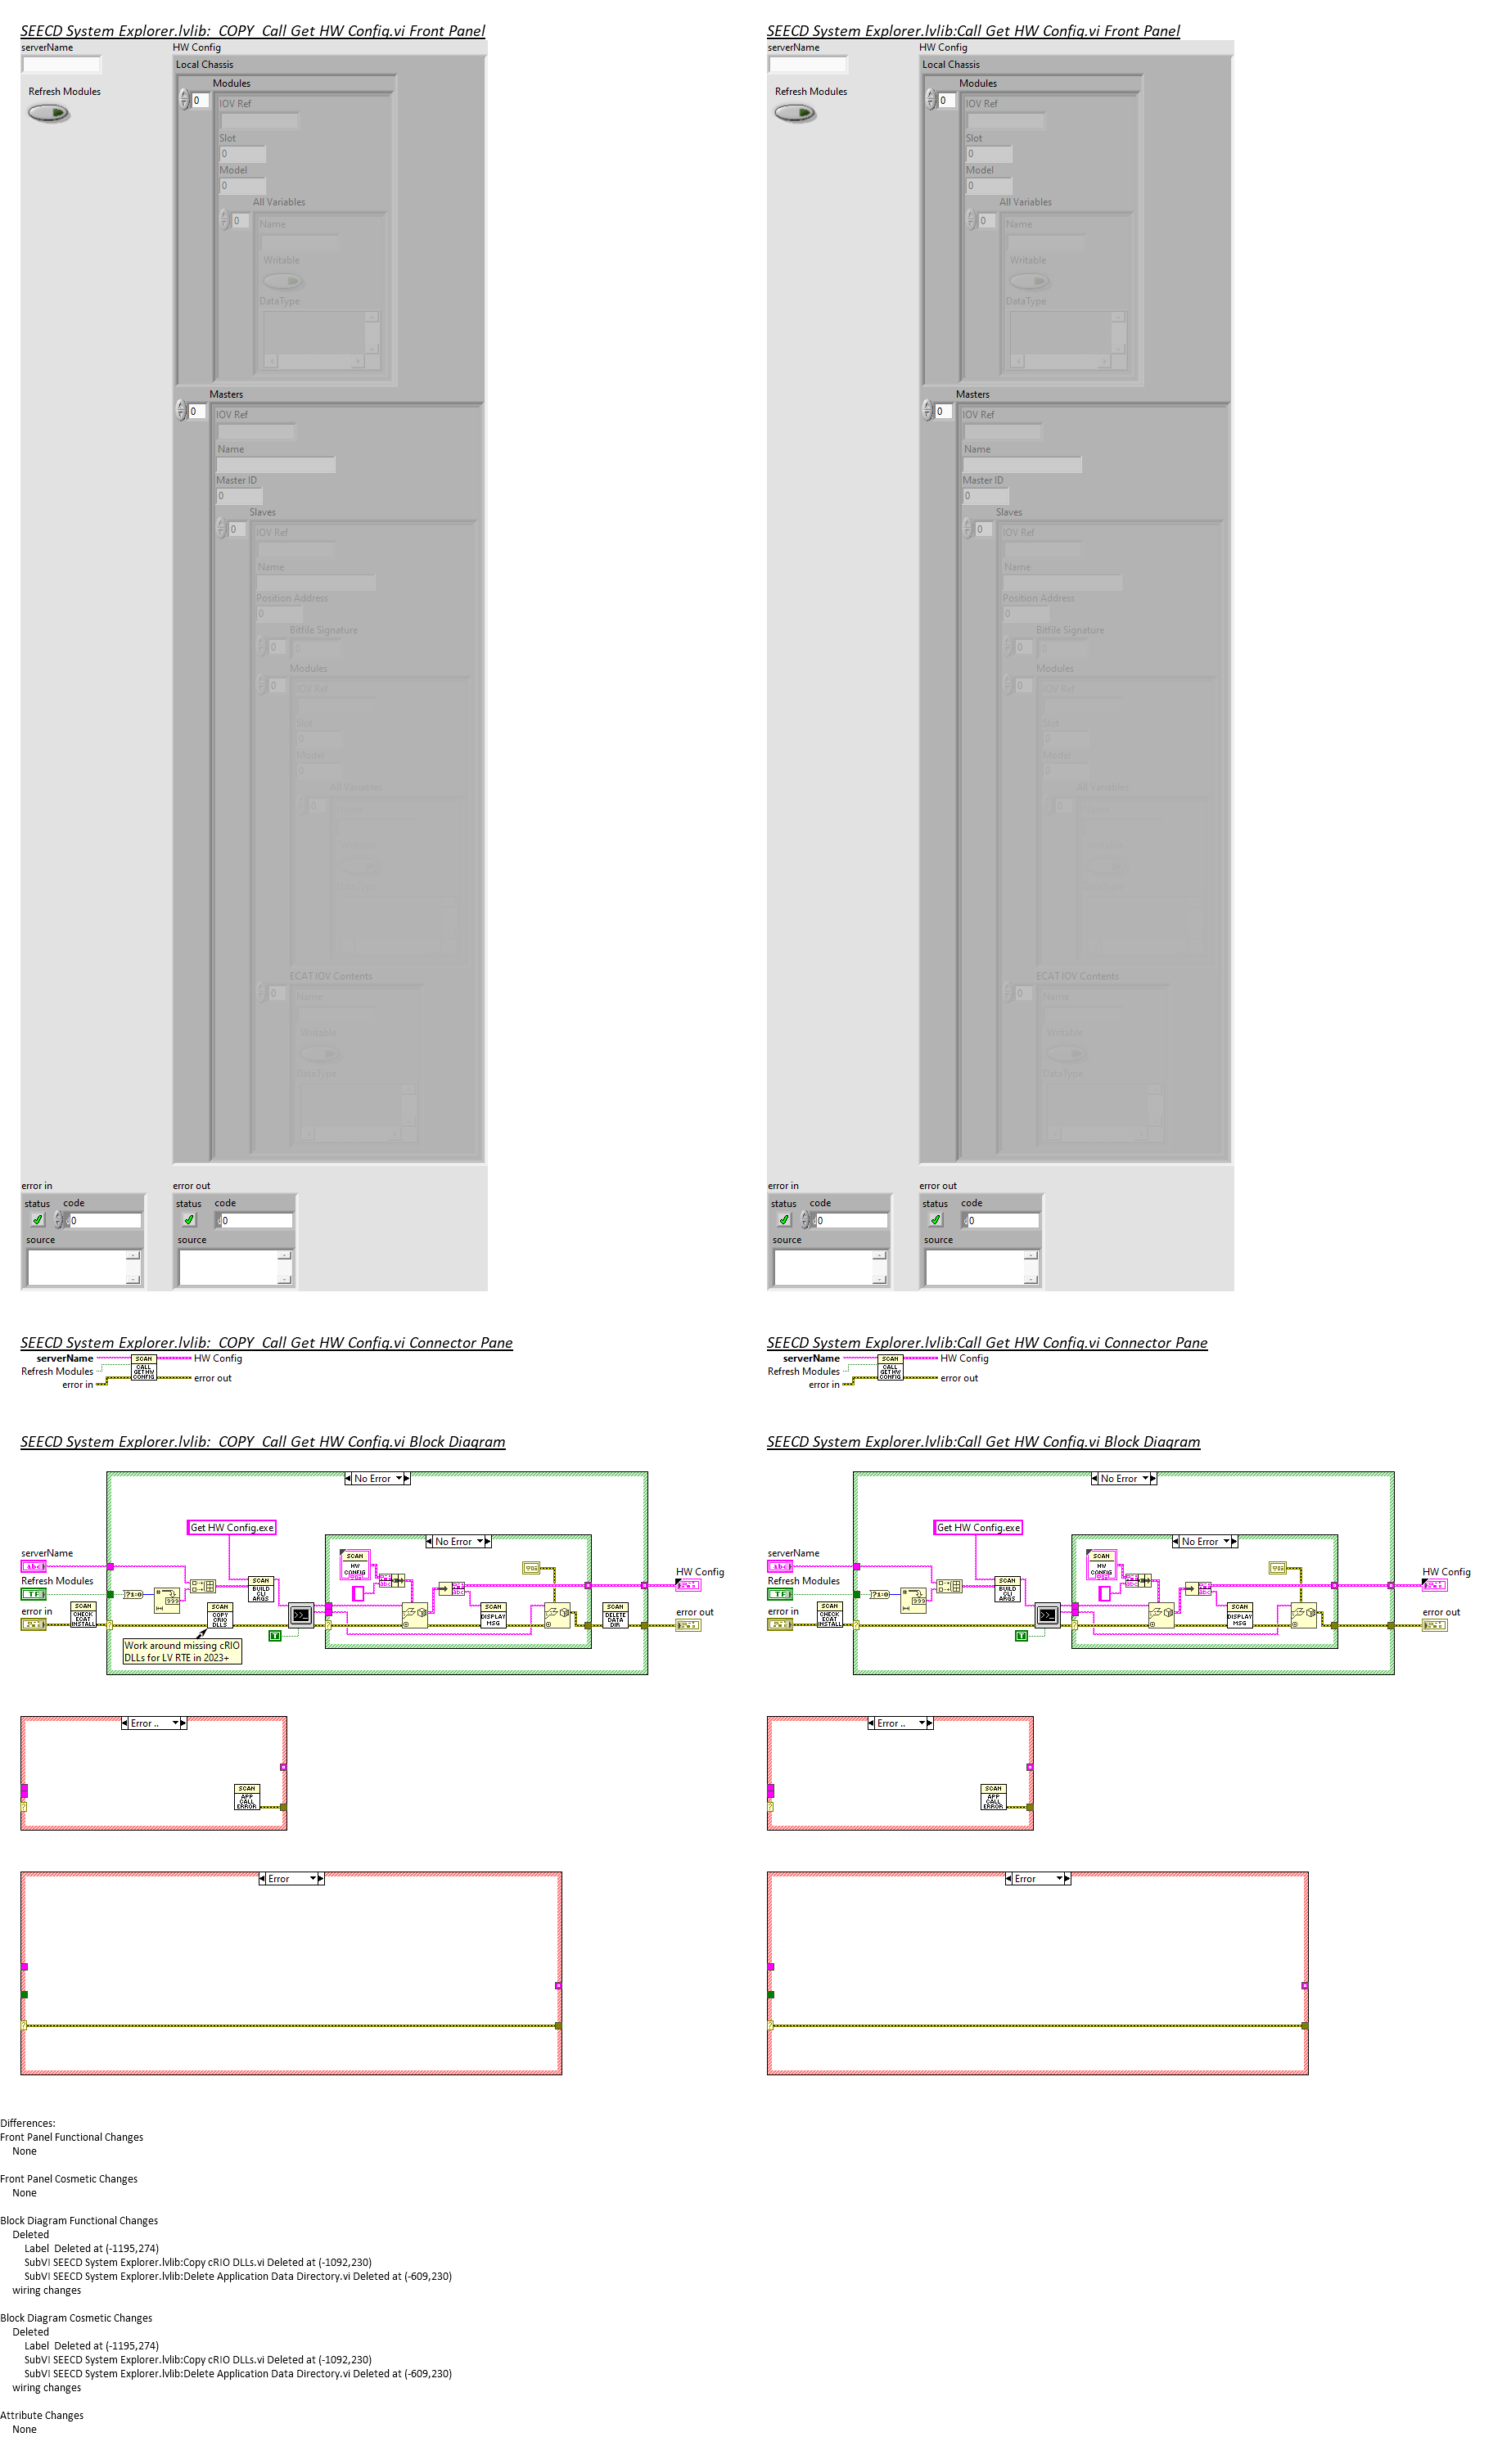 SEECD System Explorer.lvlib:_COPY_Call Get HW Config.vi Front Panel
serverName
HW Config
Local Chassis
Refresh Modules
Modules
0
IOV Ref
Slot
0
Model
0
All Variables
0
Name
Writable
DataType
Masters
0
IOV Ref
Name
Master ID
0
Slaves
0
IOV Ref
Name
Position Address
0
Bitfile Signature
0
0
Modules
0
IOV Ref
Slot
0
Model
0
All Variables
0
ECAT IOV Contents
0
Name
Writable
DataType
error in
error out
status
code
0
source
status
code
0
source
SEECD System Explorer.lvlib:Call Get HW Config.vi Front Panel
serverName
HW Config
Local Chassis
Refresh Modules
Modules
0
IOV Ref
Slot
0
Model
0
All Variables
0
Name
Writable
DataType
Masters
0
IOV Ref
Name
Master ID
0
Slaves
0
IOV Ref
Name
Position Address
0
Bitfile Signature
0
0
Modules
0
IOV Ref
Slot
0
Model
0
All Variables
0
ECAT IOV Contents
0
Name
Writable
DataType
error in
error out
status
code
0
source
status
code
0
source
SEECD System Explorer.lvlib:_COPY_Call Get HW Config.vi Connector Pane
serverName
Refresh Modules
error in
SCAN
CALL
GET HW
CONFIG
HW Config
error out
SEECD System Explorer.lvlib:Call Get HW Config.vi Connector Pane
serverName
Refresh Modules
error in
SCAN
CALL
GET HW
CONFIG
HW Config
error out
SEECD System Explorer.lvlib:_COPY_Call Get HW Config.vi Block Diagram
No Error
Get HW Config.exe
No Error
serverName
abc
Refresh Modules
TF
error in
SCAN
CHECK
ECAT
INSTALL
?1:0
SCAN
COPY
CRIO
DLLS
SCAN
BUILD
CLI
ARGS
Work around missing cRIO
DLLs for LV RTE in 2023+
T
SCAN
HW
CONFIG
SCAN
DISPLAY
MSG
SCAN
DELETE
DATA
DIR
HW Config
error out
Error ..
SCAN
APP
CALL
ERROR
Error
SEECD System Explorer.lvlib:Call Get HW Config.vi Block Diagram
No Error
Get HW Config.exe
No Error
serverName
abc
Refresh Modules
TF
error in
SCAN
CHECK
ECAT
INSTALL
?1:0
SCAN
BUILD
CLI
ARGS
T
SCAN
HW
CONFIG
SCAN
DISPLAY
MSG
HW Config
error out
Error ..
SCAN
APP
CALL
ERROR
Error
Differences:
Front Panel Functional Changes
None
Front Panel Cosmetic Changes
None
Block Diagram Functional Changes
Deleted
Label  Deleted at (-1195,274)
SubVI SEECD System Explorer.lvlib:Copy cRIO DLLs.vi Deleted at (-1092,230)
SubVI SEECD System Explorer.lvlib:Delete Application Data Directory.vi Deleted at (-609,230)
wiring changes
Block Diagram Cosmetic Changes
Deleted
Label  Deleted at (-1195,274)
SubVI SEECD System Explorer.lvlib:Copy cRIO DLLs.vi Deleted at (-1092,230)
SubVI SEECD System Explorer.lvlib:Delete Application Data Directory.vi Deleted at (-609,230)
wiring changes
Attribute Changes
None